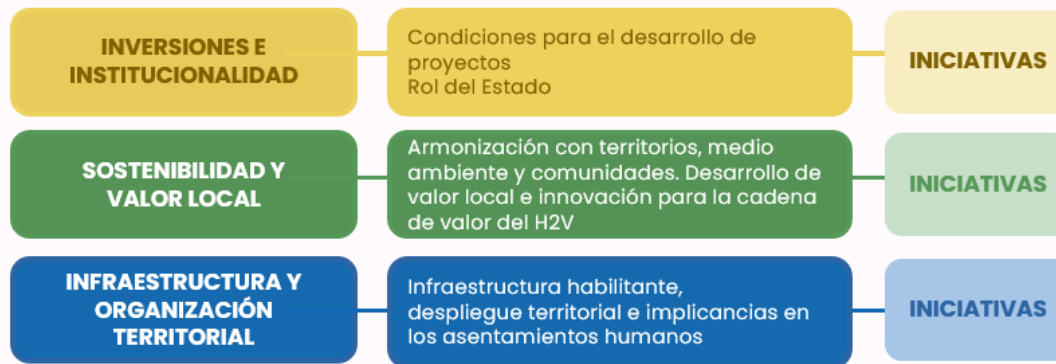 INVERSIONES E
INSTITUCIONALIDAD
Condiciones para el desarrollo de
proyectos
Rol del Estado
INICIATIVAS
SOSTENIBILIDAD Y
VALOR LOCAL
Armonización con territorios, medio
ambiente y comunidades. Desarrollo de
valor local e innovación para la cadena
de valor del H2V
INICIATIVAS
INFRAESTRUCTURA Y
ORGANIZACIÓN
TERRITORIAL
Infraestructura habilitante,
despliegue territorial e implicancias en
los asentamientos humanos
INICIATIVAS